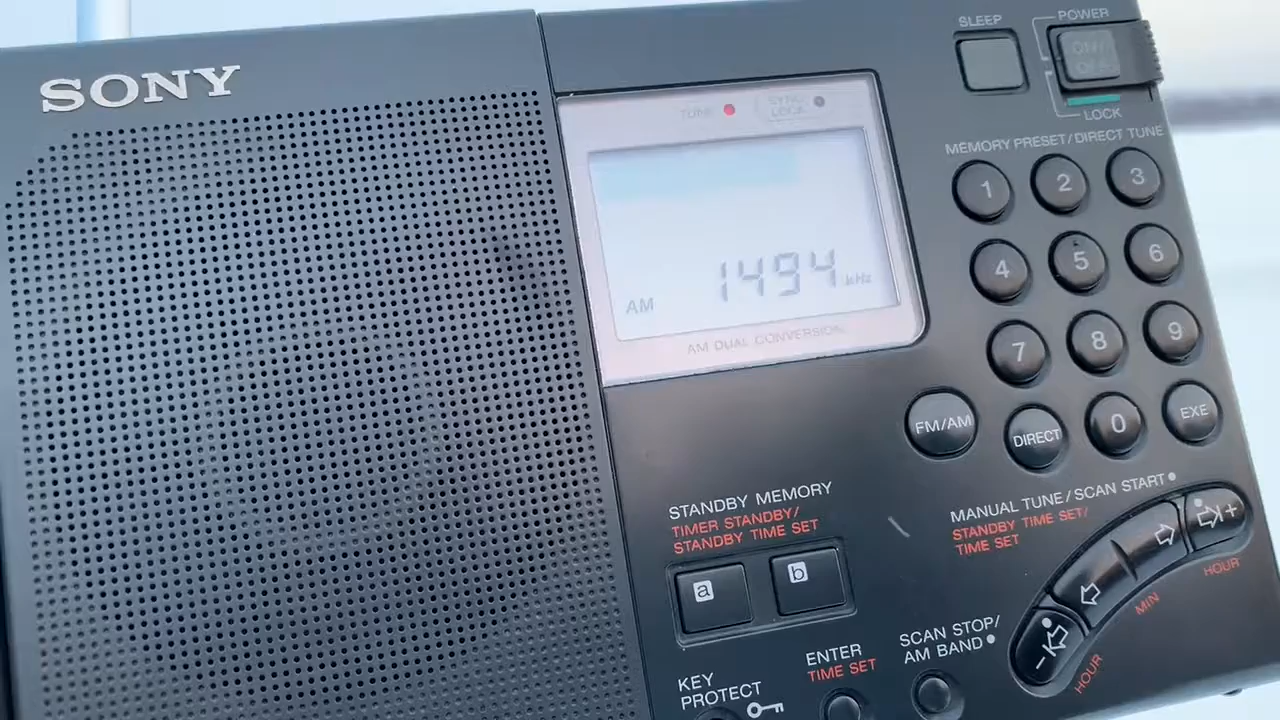 SONY
SLEEP
POWER
ON/
OFF
LOCK
TUNE
SYNC
LOCK
MEMORY PRESET/DIRECT TUNE
1 2 3
4 5 6
7 8 9
FM/AM DIRECT 0 EXE
AM 1494 kHz
AM DUAL CONVERSION
STANDBY MEMORY
TIMER STANDBY/
STANDBY TIME SET
a b
MANUAL TUNE/SCAN START
STANDBY TIME SET/
TIME SET
+
HOUR
MIN
-
HOUR
SCAN STOP/
AM BAND
ENTER
TIME SET
KEY
PROTECT